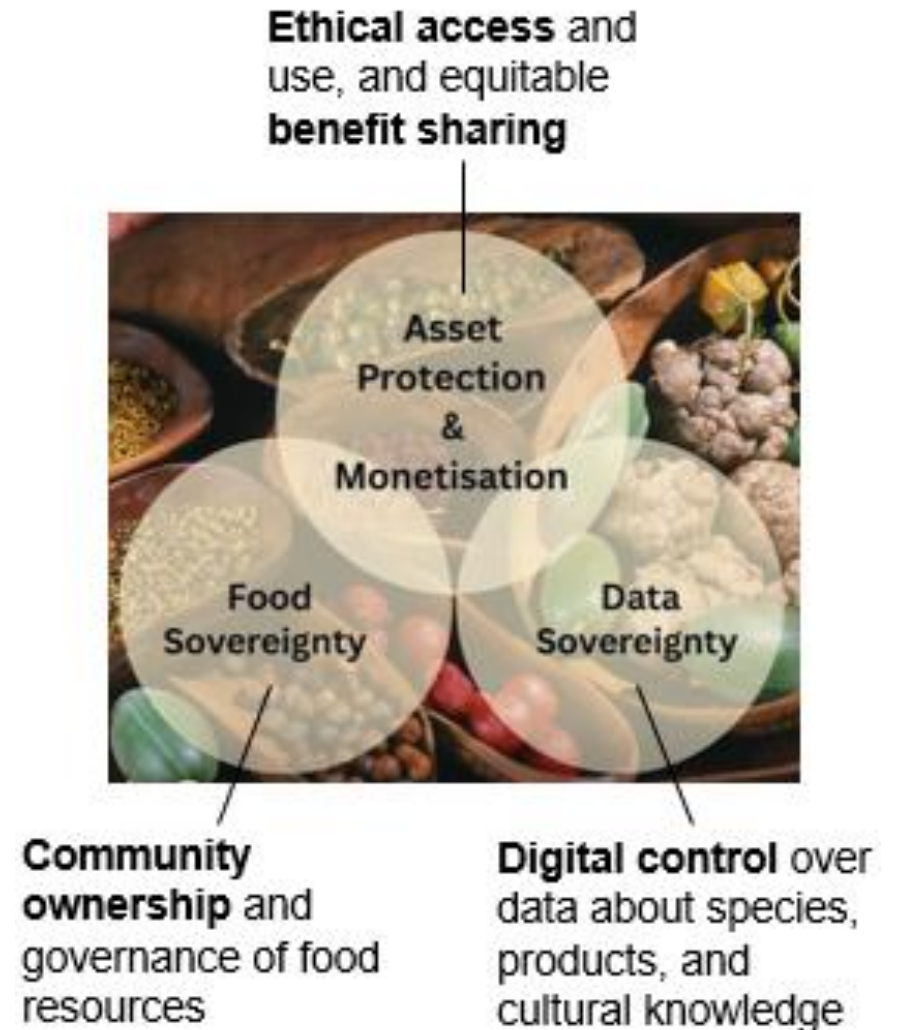 Ethical access and
use, and equitable
benefit sharing
Asset
Protection
&
Monetisation
Food
Sovereignty
Data
Sovereignty
Community
ownership and
governance of food
resources
Digital control over
data about species,
products, and
cultural knowledge